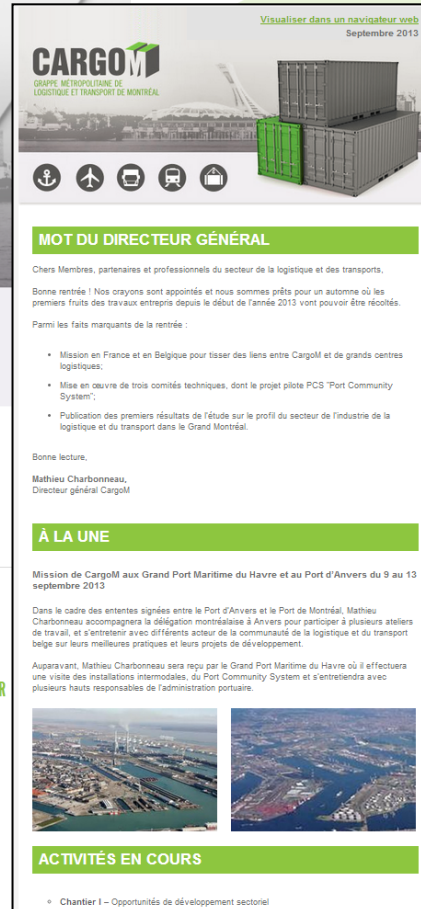 Visualiser dans un navigateur web
Septembre 2013
CARGOM
GRAPPE MÉTROPOLITAINE DE
LOGISTIQUE ET TRANSPORT DE MONTRÉAL
MOT DU DIRECTEUR GÉNÉRAL
Chers Membres, partenaires et professionnels du secteur de la logistique et des transports,
Bonne rentrée ! Nos crayons sont appointés et nous sommes prêts pour un automne où les
premiers fruits des travaux entrepris depuis le début de l'année 2013 vont pouvoir être récoltés.
Parmi les faits marquants de la rentrée :
• Mission en France et en Belgique pour tisser des liens entre CargoM et de grands centres
logistiques;
• Mise en œuvre de trois comités techniques, dont le projet pilote PCS "Port Community
System";
• Publication des premiers résultats de l'étude sur le profil du secteur de l'industrie de la
logistique et du transport dans le Grand Montréal.
Bonne lecture,
Mathieu Charbonneau,
Directeur général CargoM
À LA UNE
Mission de CargoM aux Grand Port Maritime du Havre et au Port d'Anvers du 9 au 13
septembre 2013
Dans le cadre des ententes signées entre le Port d'Anvers et le Port de Montréal, Mathieu
Charbonneau accompagnera la délégation montréalaise à Anvers pour participer à plusieurs ateliers
de travail, et s'entretenir avec différents acteur de la communauté de la logistique et du transport
belge sur leurs meilleures pratiques et leurs projets de développement.
Auparavant, Mathieu Charbonneau sera reçu par le Grand Port Maritime du Havre où il effectuera
une visite des installations intermodales, du Port Community System et s'entretiendra avec
plusieurs hauts responsables de l'administration portuaire.
R
ACTIVITÉS EN COURS
◦ Chantier I – Opportunités de développement sectoriel